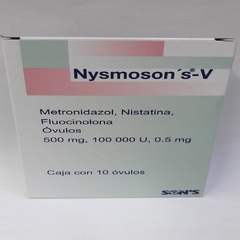 Nysmoson´s®-V
Metronidazol, Nistatina,
Fluocinolona
Óvulos
500 mg, 100 000 U, 0.5 mg
Caja con 10 óvulos
SON'S